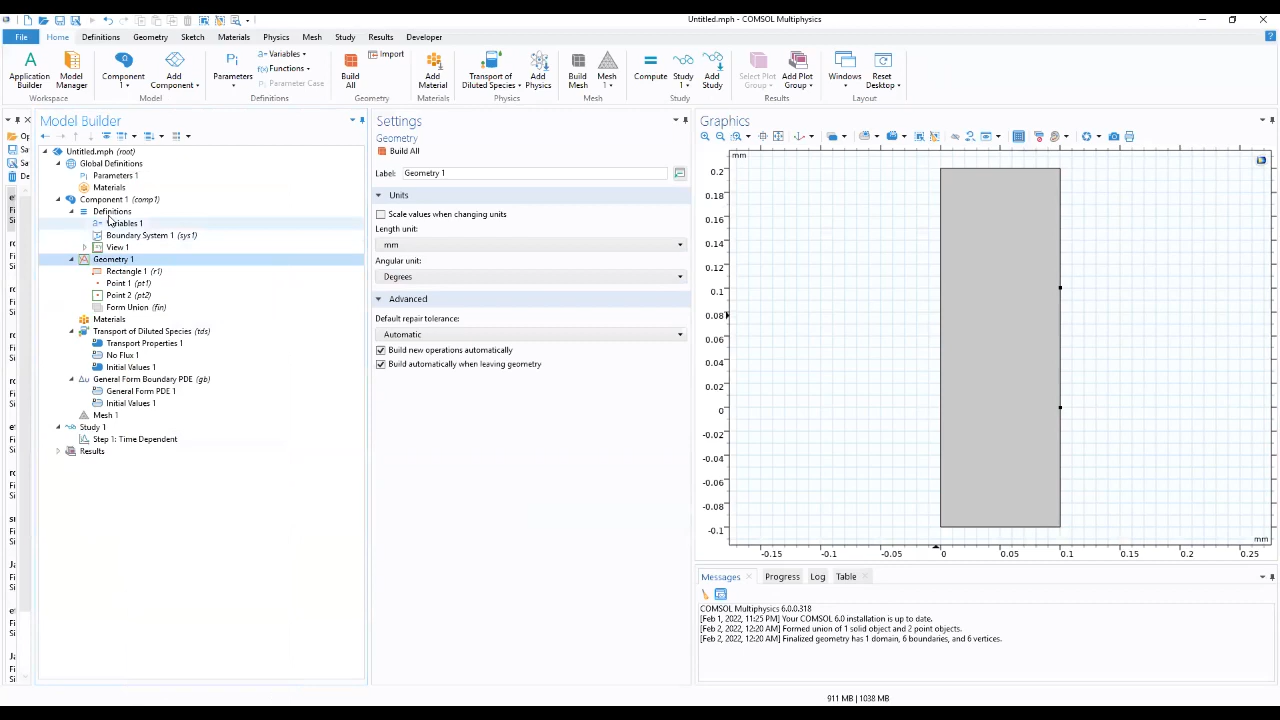 Untitled.mph - COMSOL Multiphysics
File Home Definitions Geometry Sketch Materials Physics Mesh Study Results Developer
Application Builder
Model Manager
Workspace
Component 1
Add Component
Model
Parameters
a= Variables
f(x) Functions
Pi Parameter Case
Definitions
Build All
Import
Geometry
Add Material
Materials
Transport of Diluted Species
Add Physics
Physics
Build Mesh
Mesh 1
Mesh
Compute
Study 1
Add Study
Study
Select Plot Group
Add Plot Group
Results
Windows
Reset Desktop
Layout
Model Builder
Untitled.mph (root)
Global Definitions
Parameters 1
Materials
Component 1 (comp1)
Definitions
Variables 1
Boundary System 1 (sys1)
View 1
Geometry 1
Rectangle 1 (r1)
Point 1 (pt1)
Point 2 (pt2)
Form Union (fin)
Materials
Transport of Diluted Species (tds)
Transport Properties 1
No Flux 1
Initial Values 1
General Form Boundary PDE (gb)
General Form PDE 1
Initial Values 1
Mesh 1
Study 1
Step 1: Time Dependent
Results
Settings
Geometry
Build All
Label: Geometry 1
Units
Scale values when changing units
Length unit:
mm
Angular unit:
Degrees
Advanced
Default repair tolerance:
Automatic
Build new operations automatically
Build automatically when leaving geometry
Graphics
mm
0.2
0.18
0.16
0.14
0.12
0.1
0.08
0.06
0.04
0.02
0
-0.02
-0.04
-0.06
-0.08
-0.1
mm
-0.15 -0.1 -0.05 0 0.05 0.1 0.15 0.2 0.25
Messages Progress Log Table
COMSOL Multiphysics 6.0.0.318
[Feb 1, 2022, 11:25 PM] Your COMSOL 6.0 installation is up to date.
[Feb 2, 2022, 12:20 AM] Formed union of 1 solid object and 2 point objects.
[Feb 2, 2022, 12:20 AM] Finalized geometry has 1 domain, 6 boundaries, and 6 vertices.
911 MB | 1038 MB